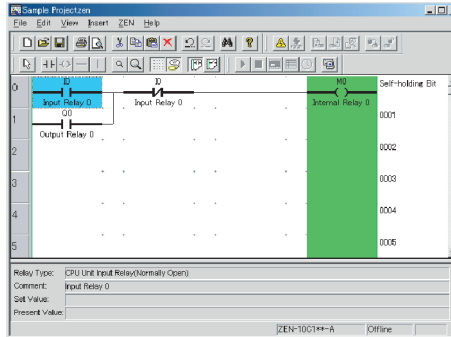 Sample Projectzen
File Edit View Insert ZEN Help
0
I0
Input Relay 0
I0
Input Relay 0
M0
Internal Relay 0
Self-holding Bit
1
Q0
Output Relay 0
0001
2
0002
3
0003
4
0004
5
0005
Relay Type: CPU Unit Input Relay(Normally Open)
Comment: Input Relay 0
Set Value:
Present Value:
ZEN-10C1**-A Offline